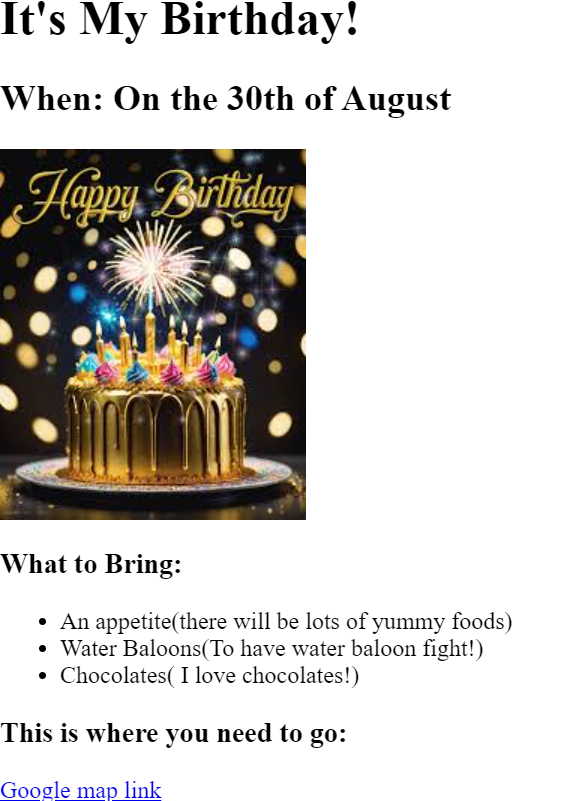 It's My Birthday!
When: On the 30th of August
Happy Birthday
What to Bring:
• An appetite(there will be lots of yummy foods)
• Water Baloons(To have water baloon fight!)
• Chocolates( I love chocolates!)
This is where you need to go:
Google map link